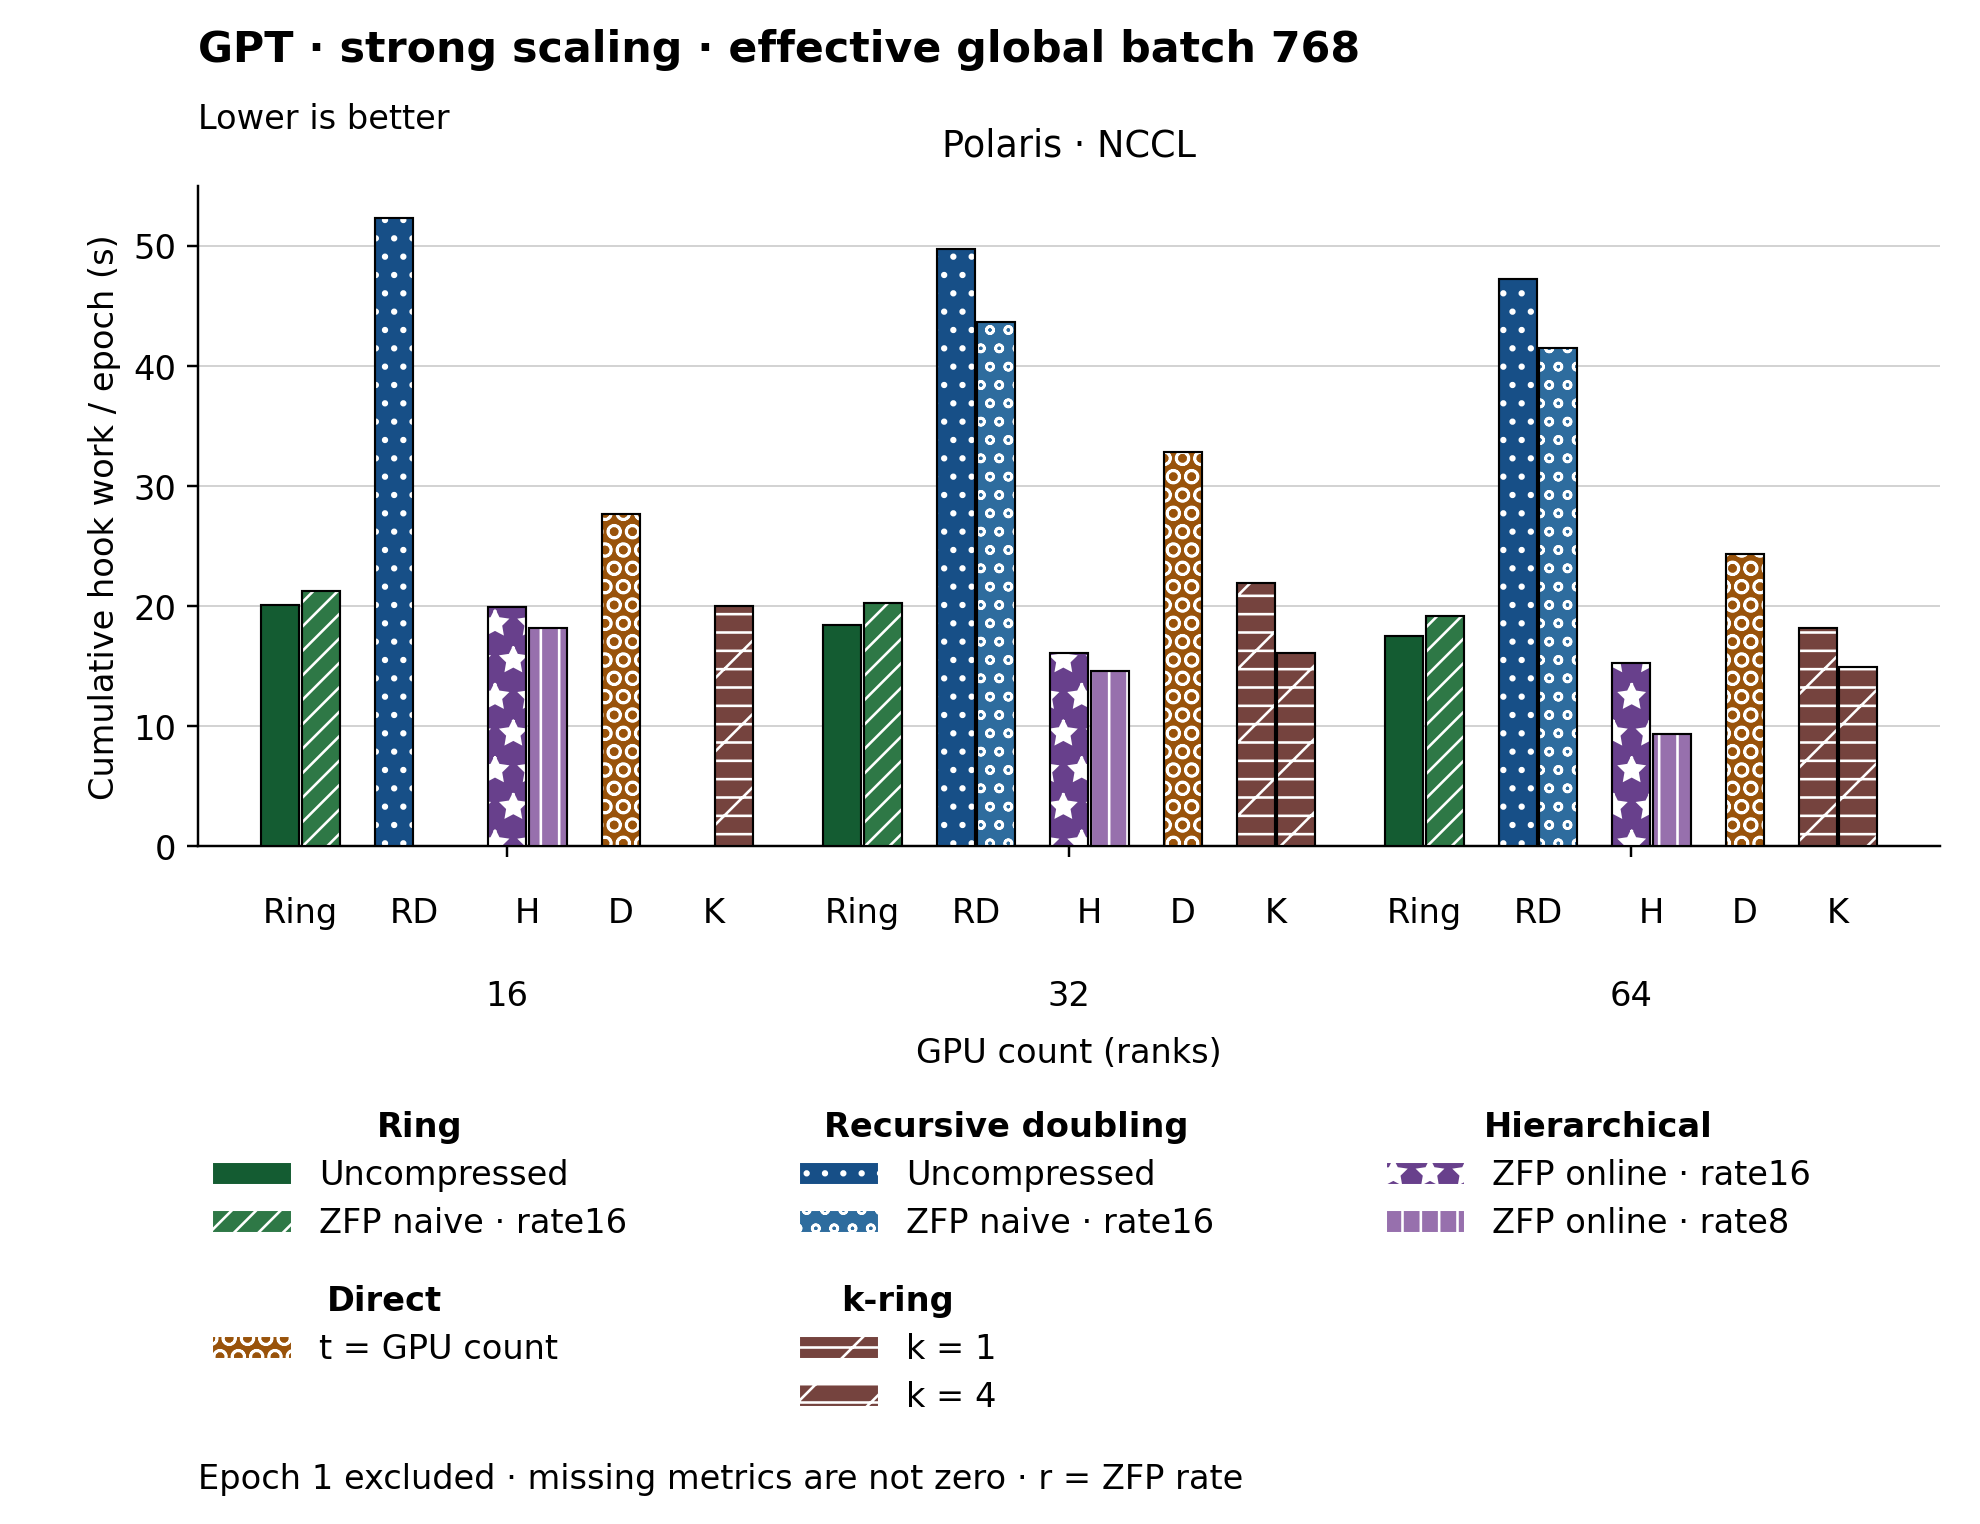 GPT · strong scaling · effective global batch 768
Lower is better
Polaris · NCCL
Cumulative hook work / epoch (s)
50
40
30
20
10
0
Ring RD H D K Ring RD H D K Ring RD H D K
16 32 64
GPU count (ranks)
Ring
Uncompressed
ZFP naive · rate16
Recursive doubling
Uncompressed
ZFP naive · rate16
Hierarchical
ZFP online · rate16
ZFP online · rate8
Direct
t = GPU count
k-ring
k = 1
k = 4
Epoch 1 excluded · missing metrics are not zero · r = ZFP rate